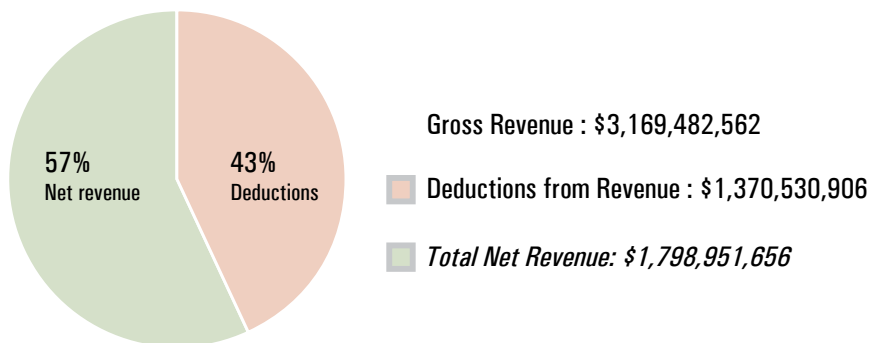 57%
Net revenue
43%
Deductions
Gross Revenue : $3,169,482,562
Deductions from Revenue : $1,370,530,906
Total Net Revenue: $1,798,951,656